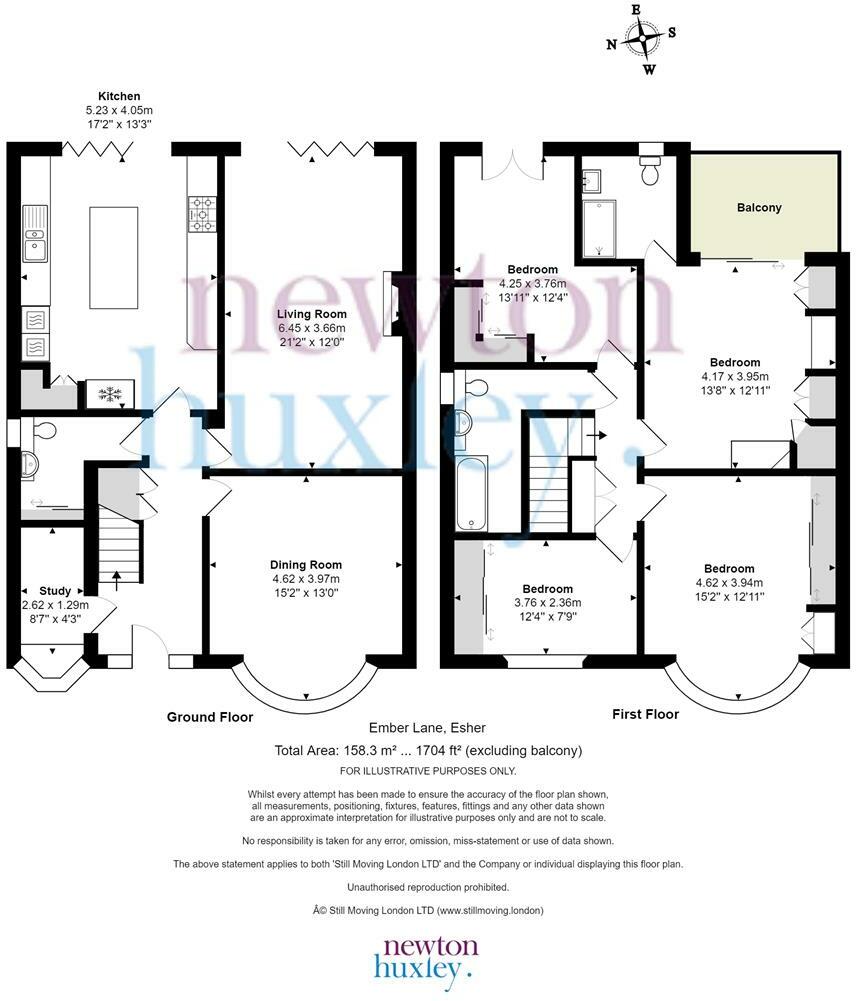 E
N
S
W
Kitchen
5.23 x 4.05m
17'2" x 13'3"
Living Room
6.45 x 3.66m
21'2" x 12'0"
Dining Room
4.62 x 3.97m
15'2" x 13'0"
Study
2.62 x 1.29m
8'7" x 4'3"
Ground Floor
Balcony
Bedroom
4.25 x 3.76m
13'11" x 12'4"
Bedroom
4.17 x 3.95m
13'8" x 12'11"
Bedroom
3.76 x 2.36m
12'4" x 7'9"
Bedroom
4.62 x 3.94m
15'2" x 12'11"
First Floor
newton
huxley.
Ember Lane, Esher
Total Area: 158.3 m² ... 1704 ft² (excluding balcony)
FOR ILLUSTRATIVE PURPOSES ONLY.
Whilst every attempt has been made to ensure the accuracy of the floor plan shown,
all measurements, positioning, fixtures, features, fittings and any other data shown
are an approximate interpretation for illustrative purposes only and are not to scale.
No responsibility is taken for any error, omission, miss-statement or use of data shown.
The above statement applies to both 'Still Moving London LTD' and the Company or individual displaying this floor plan.
Unauthorised reproduction prohibited.
Â© Still Moving London LTD (www.stillmoving.london)
newton
huxley.